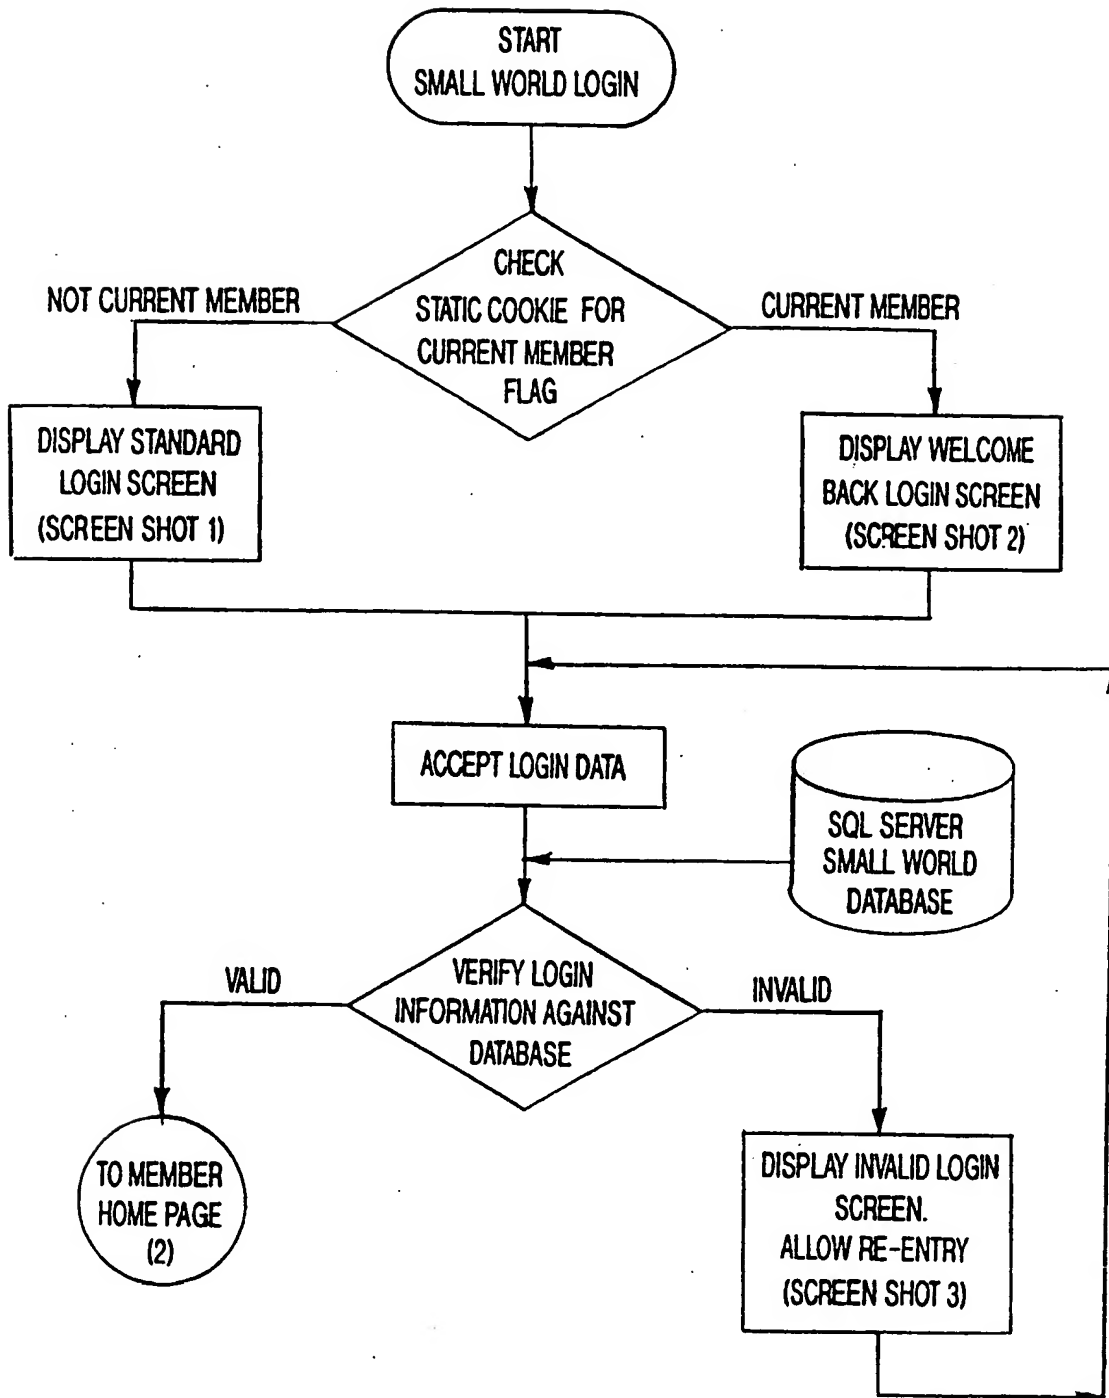 START
SMALL WORLD LOGIN
CHECK
STATIC COOKIE FOR
CURRENT MEMBER
FLAG
NOT CURRENT MEMBER
CURRENT MEMBER
DISPLAY STANDARD
LOGIN SCREEN
(SCREEN SHOT 1)
DISPLAY WELCOME
BACK LOGIN SCREEN
(SCREEN SHOT 2)
ACCEPT LOGIN DATA
SQL SERVER
SMALL WORLD
DATABASE
VERIFY LOGIN
INFORMATION AGAINST
DATABASE
VALID
INVALID
TO MEMBER
HOME PAGE
(2)
DISPLAY INVALID LOGIN
SCREEN.
ALLOW RE-ENTRY
(SCREEN SHOT 3)